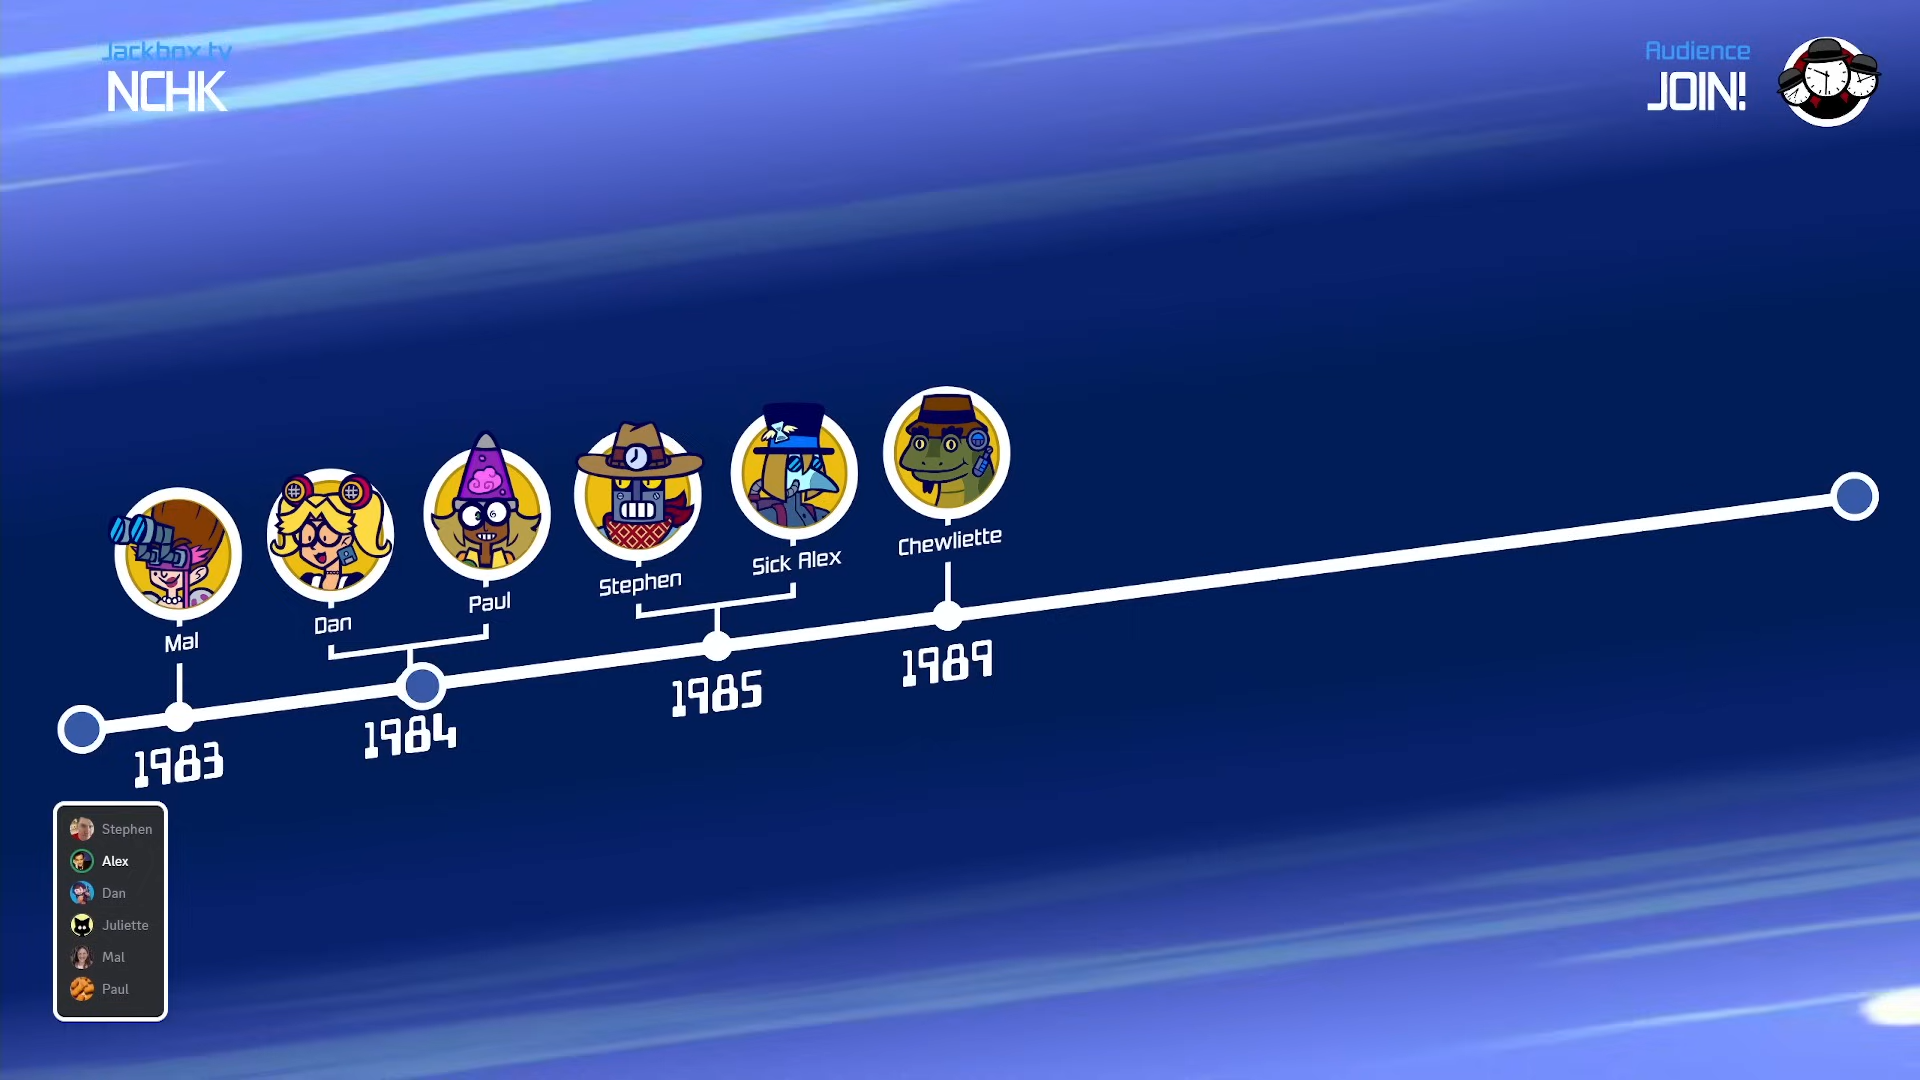 Jackbox.tv
NCHK
Audience
JOIN!
Mal
Dan
Paul
Stephen
Sick Alex
Chewliette
1983
1984
1985
1989
Stephen
Alex
Dan
Juliette
Mal
Paul